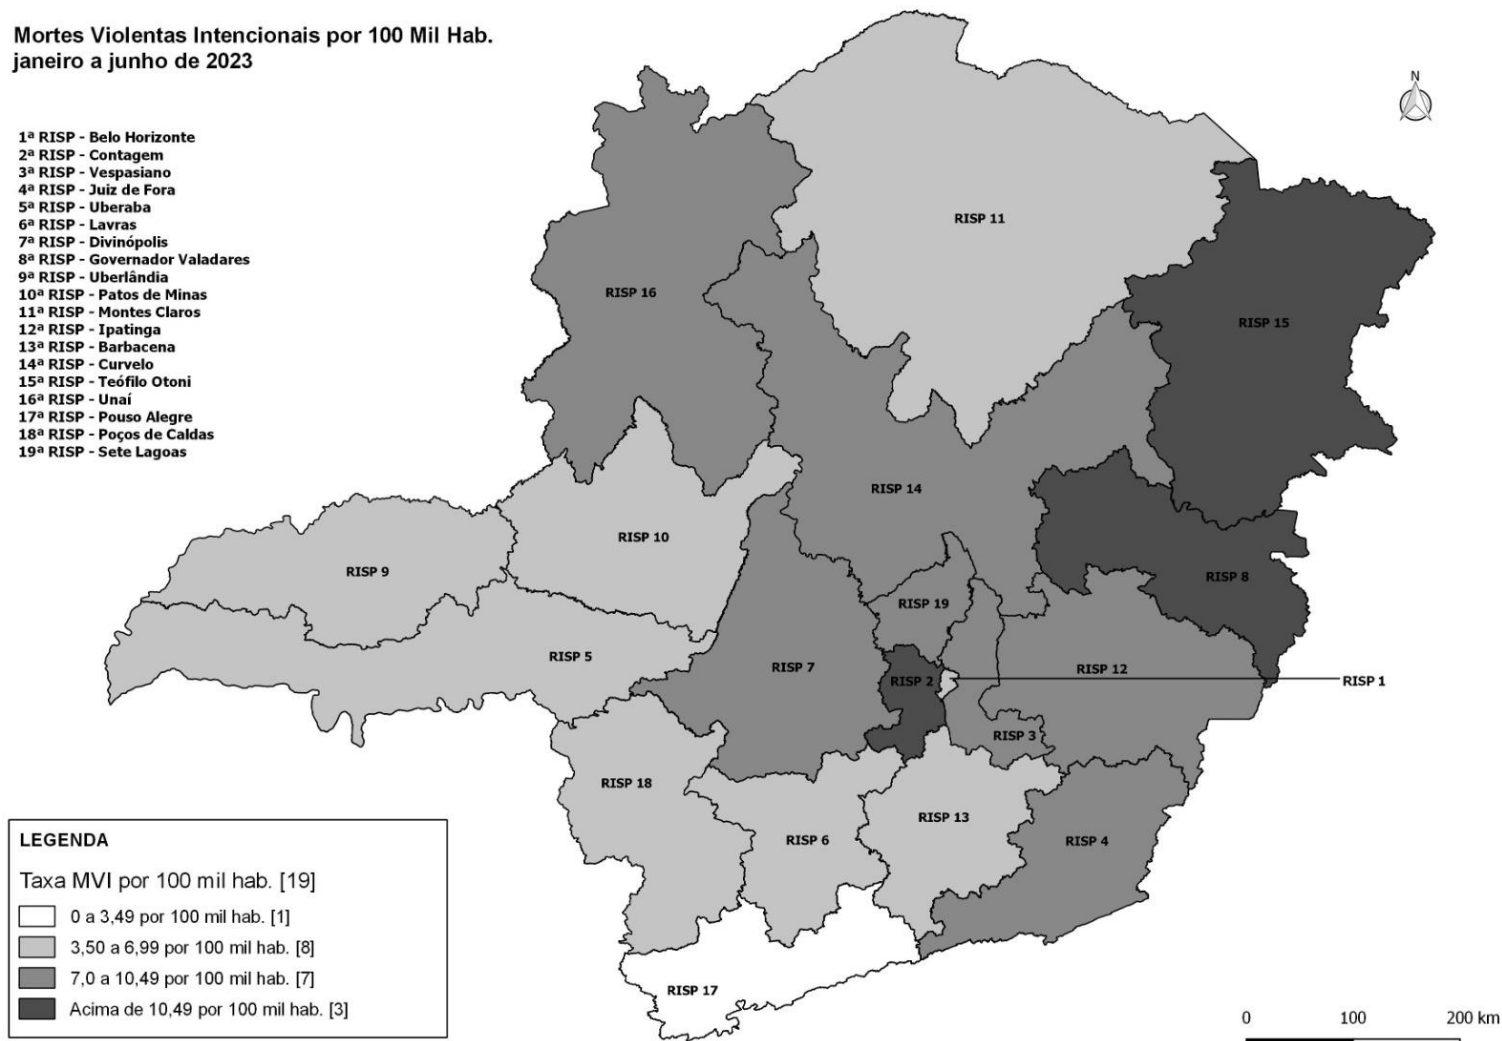 Mortes Violentas Intencionais por 100 Mil Hab.
janeiro a junho de 2023
N
1ª RISP - Belo Horizonte
2ª RISP - Contagem
3ª RISP - Vespasiano
4ª RISP - Juiz de Fora
5ª RISP - Uberaba
6ª RISP - Lavras
7ª RISP - Divinópolis
8ª RISP - Governador Valadares
9ª RISP - Uberlândia
10ª RISP - Patos de Minas
11ª RISP - Montes Claros
12ª RISP - Ipatinga
13ª RISP - Barbacena
14ª RISP - Curvelo
15ª RISP - Teófilo Otoni
16ª RISP - Unaí
17ª RISP - Pouso Alegre
18ª RISP - Poços de Caldas
19ª RISP - Sete Lagoas
RISP 11
RISP 16
RISP 15
RISP 14
RISP 10
RISP 9
RISP 8
RISP 19
RISP 5
RISP 7
RISP 12
RISP 2
RISP 1
RISP 3
RISP 18
RISP 13
RISP 6
RISP 4
RISP 17
LEGENDA
Taxa MVI por 100 mil hab. [19]
0 a 3,49 por 100 mil hab. [1]
3,50 a 6,99 por 100 mil hab. [8]
7,0 a 10,49 por 100 mil hab. [7]
Acima de 10,49 por 100 mil hab. [3]
0 100 200 km